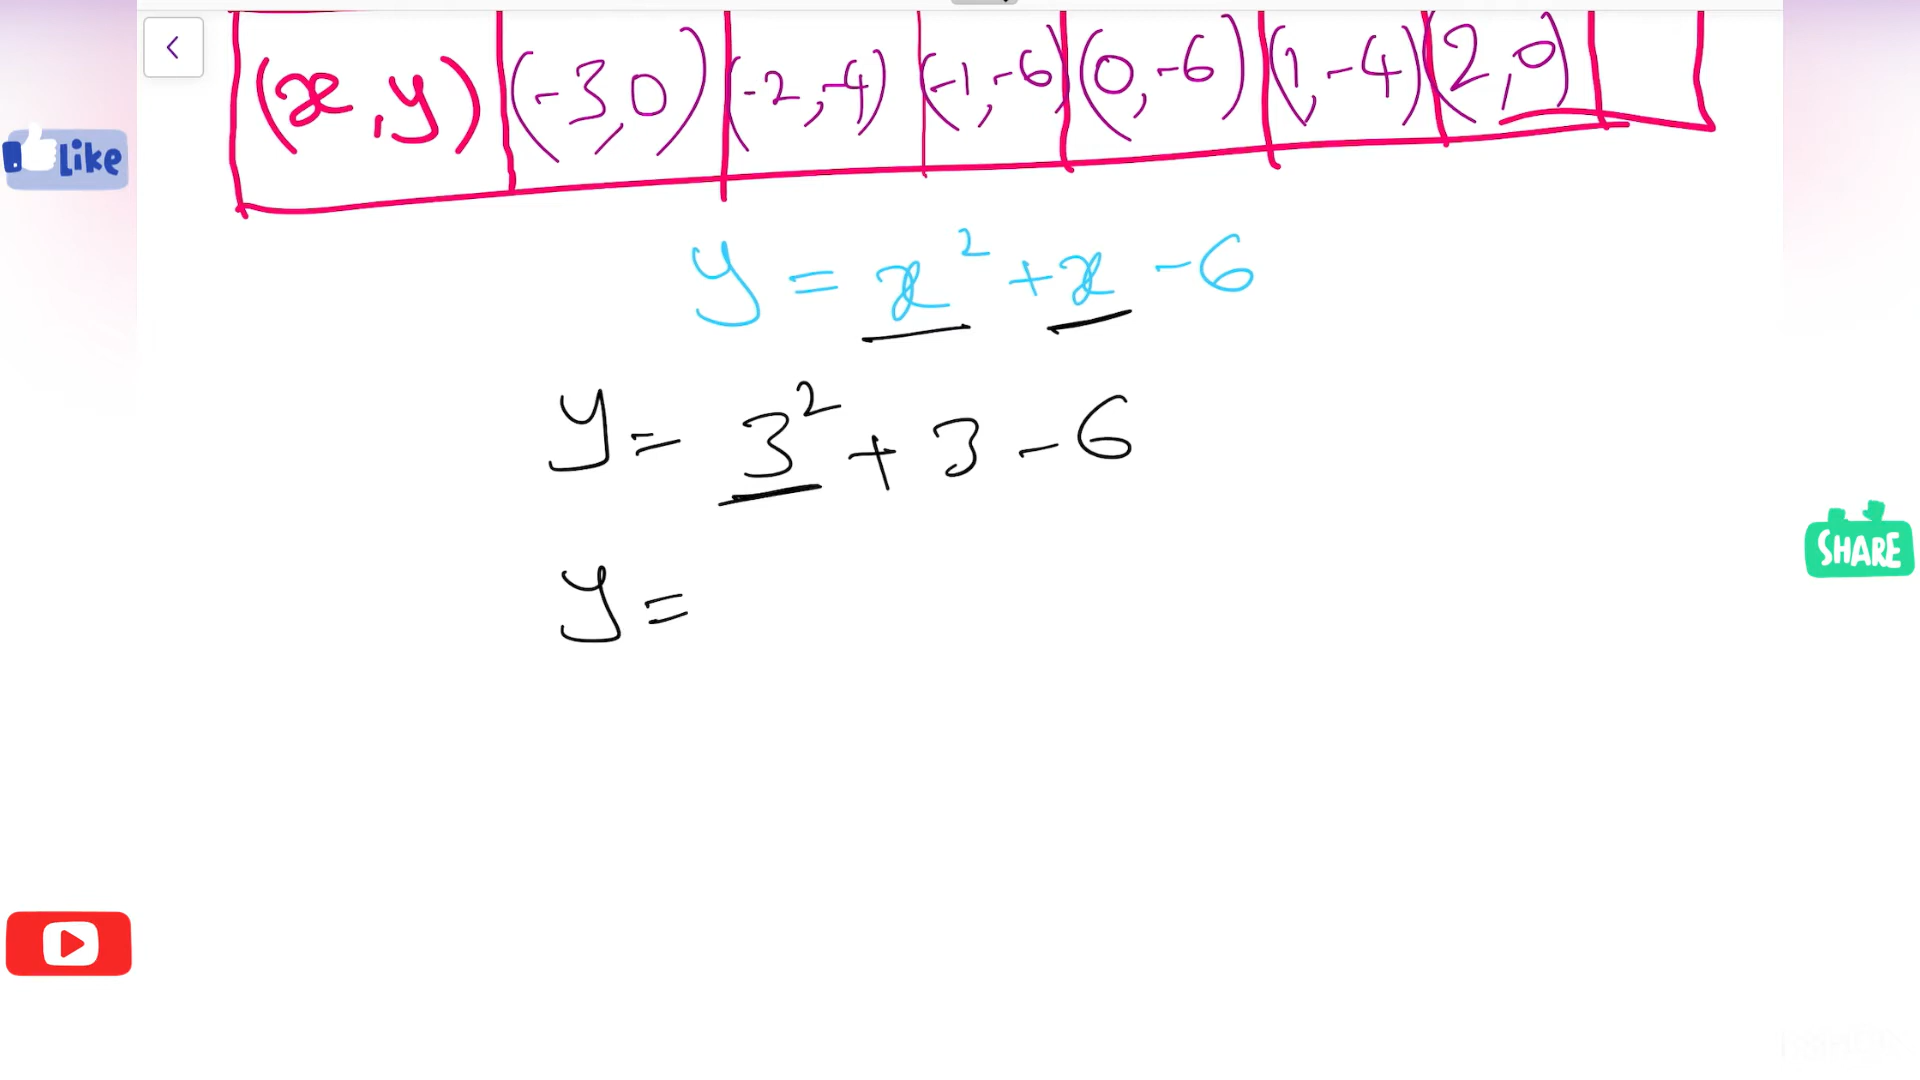 (x,y) (-3,0) (-2,-4) (-1,-6) (0,-6) (1,-4) (2,0)
Like
y = x² + x - 6
y = 3² + 3 - 6
SHARE
y =